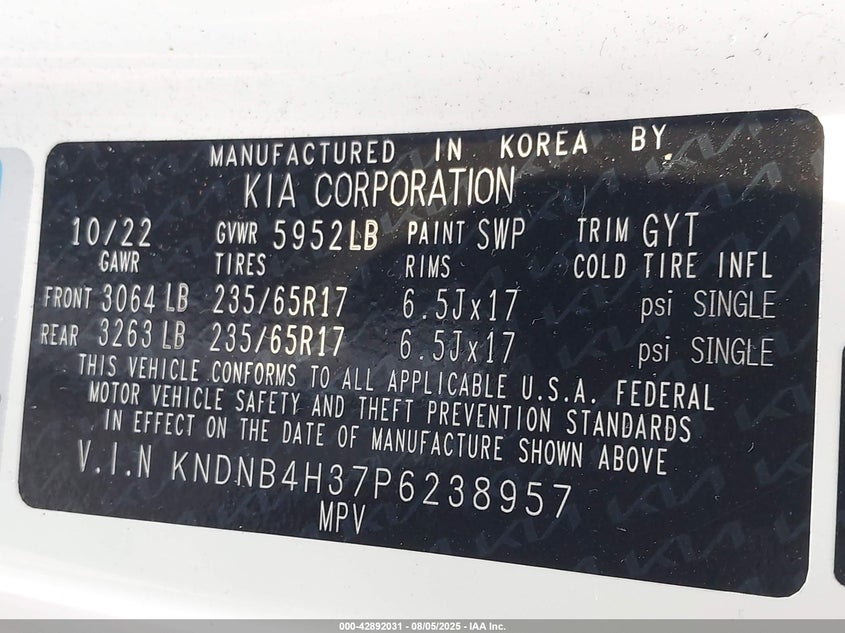 MANUFACTURED IN KOREA BY
KIA CORPORATION
10/22 GVWR 5952LB PAINT SWP TRIM GYT
GAWR TIRES RIMS COLD TIRE INFL
FRONT 3064 LB 235/65R17 6.5Jx17 psi SINGLE
REAR 3263 LB 235/65R17 6.5Jx17 psi SINGLE
THIS VEHICLE CONFORMS TO ALL APPLICABLE U.S.A. FEDERAL
MOTOR VEHICLE SAFETY AND THEFT PREVENTION STANDARDS
IN EFFECT ON THE DATE OF MANUFACTURE SHOWN ABOVE
V.I.N KNDNB4H37P6238957
MPV
000-42892031 - 08/05/2025 - IAA Inc.